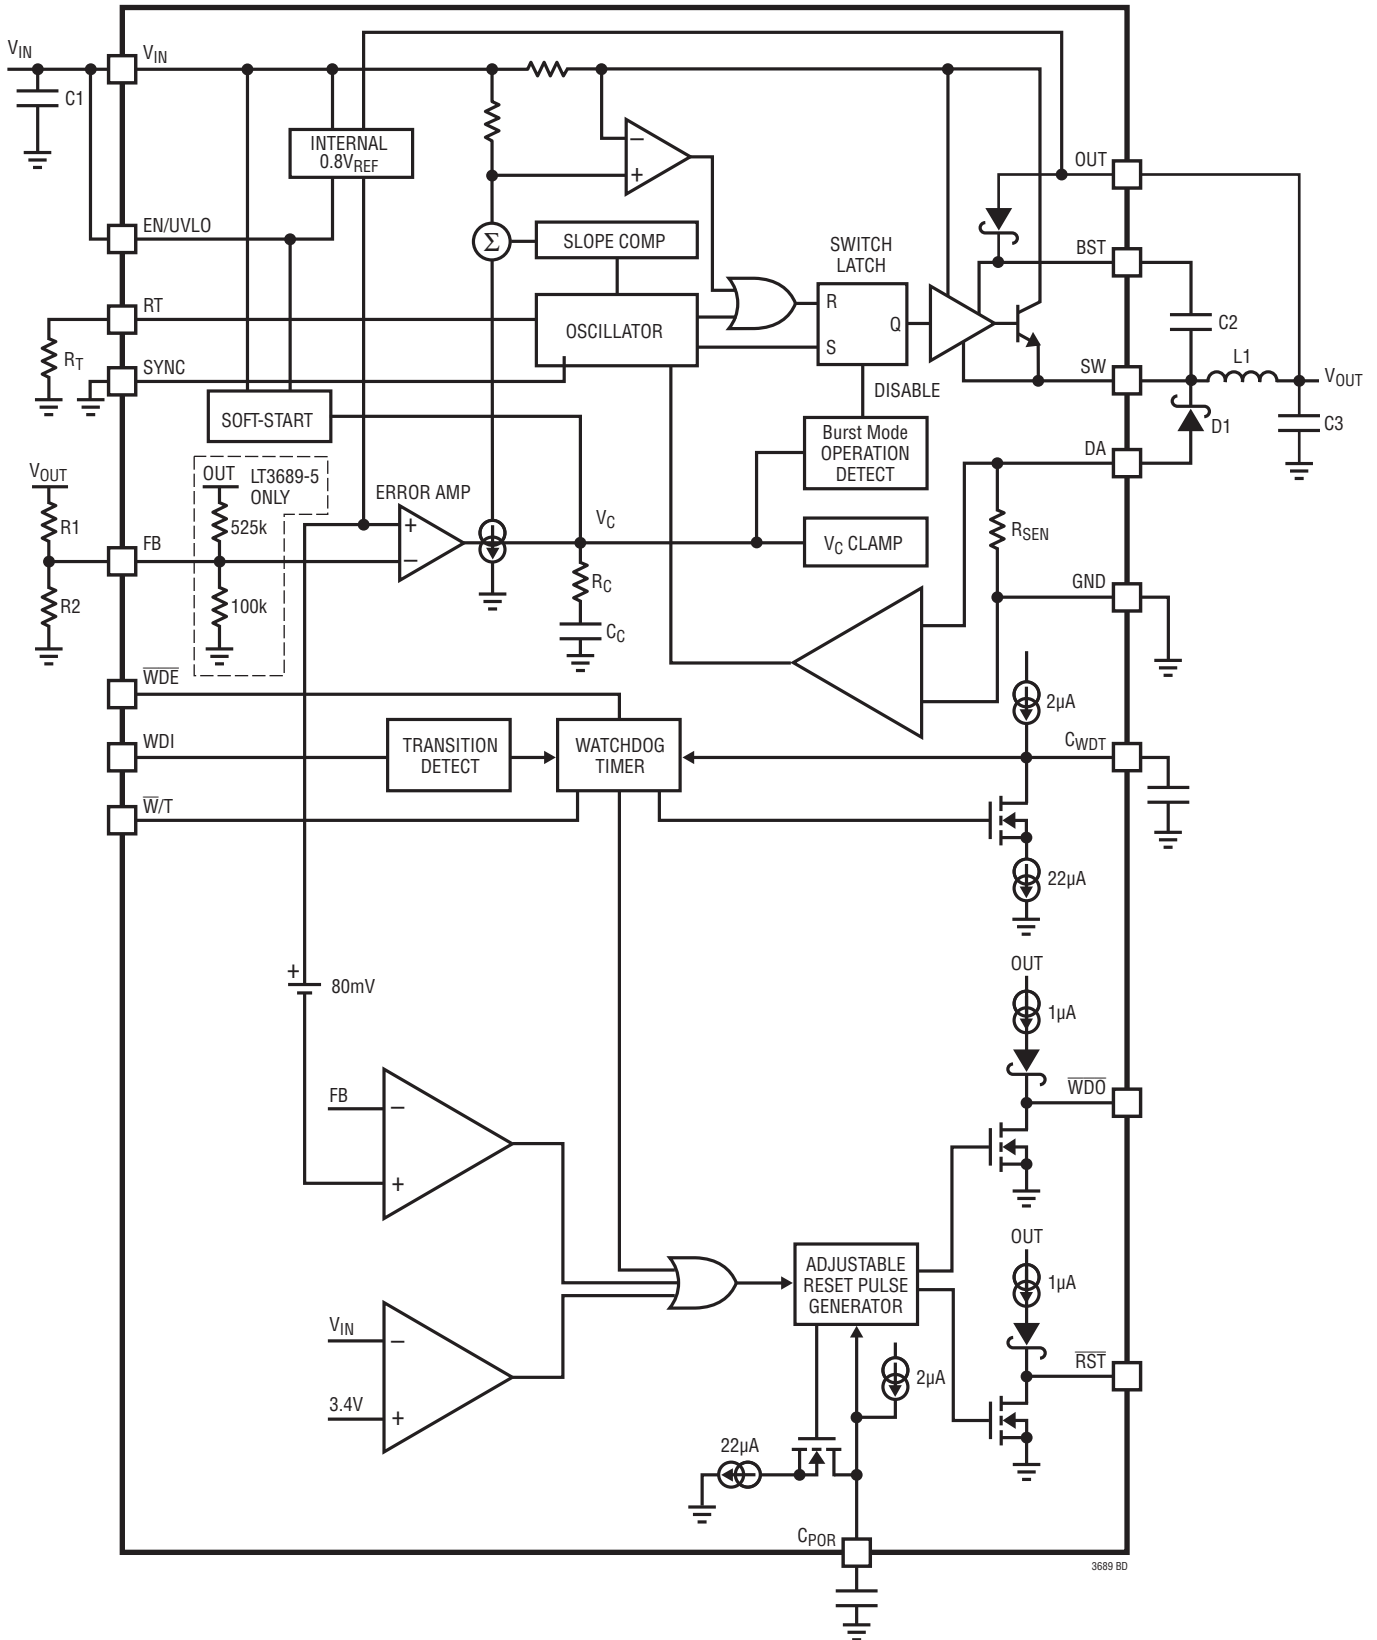 VIN
VIN
C1
INTERNAL
0.8VREF
−
+
OUT
EN/UVLO
Σ
SLOPE COMP
SWITCH
LATCH
BST
RT
OSCILLATOR
R
Q
S
C2
RT
SYNC
L1
SW
VOUT
DISABLE
SOFT-START
Burst Mode
OPERATION
DETECT
D1
C3
DA
VOUT
OUT
LT3689-5
ONLY
ERROR AMP
R1
525k
+
−
VC
VC CLAMP
RSEN
FB
RC
GND
R2
100k
CC
WDE
2µA
WDI
TRANSITION
DETECT
WATCHDOG
TIMER
CWDT
W/T
22µA
OUT
+
80mV
1µA
FB
−
WDO
+
OUT
ADJUSTABLE
RESET PULSE
GENERATOR
1µA
VIN
−
RST
2µA
3.4V
+
22µA
CPOR
3689 BD